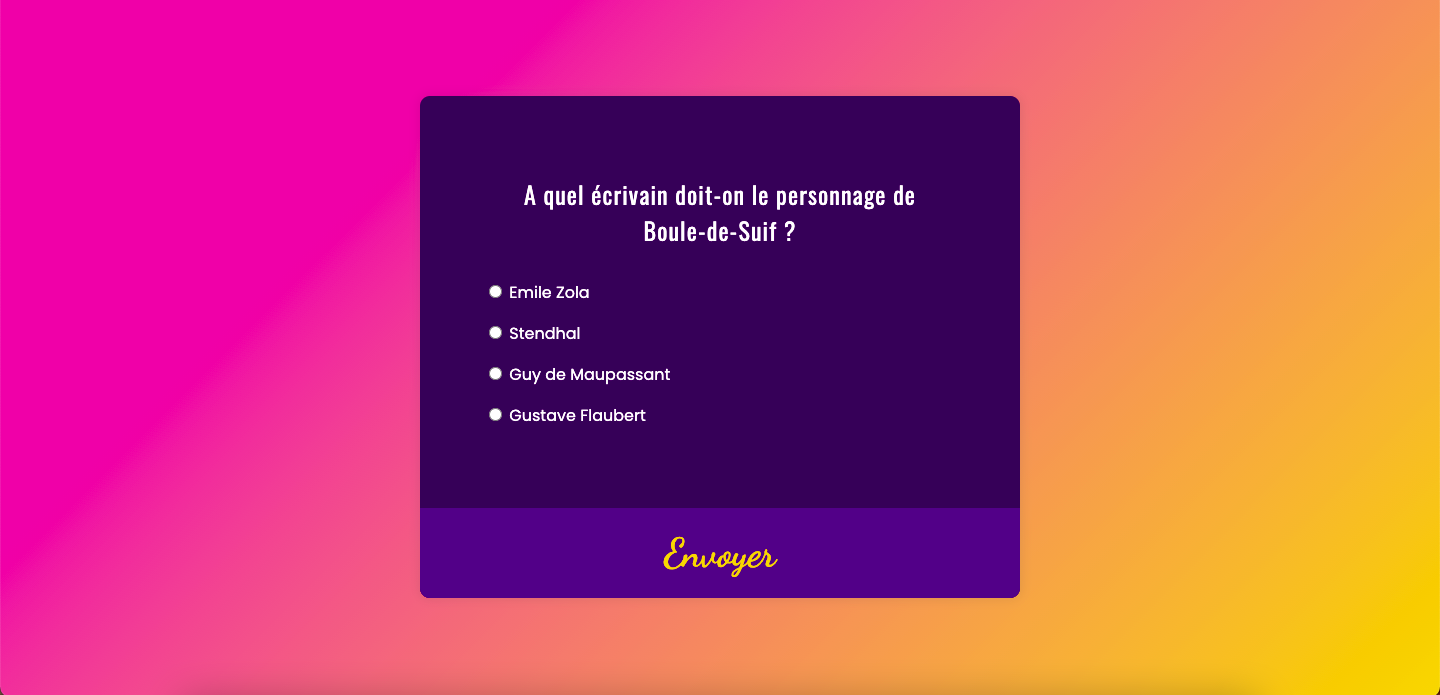 A quel écrivain doit-on le personnage de
Boule-de-Suif ?
Emile Zola
Stendhal
Guy de Maupassant
Gustave Flaubert
Envoyer